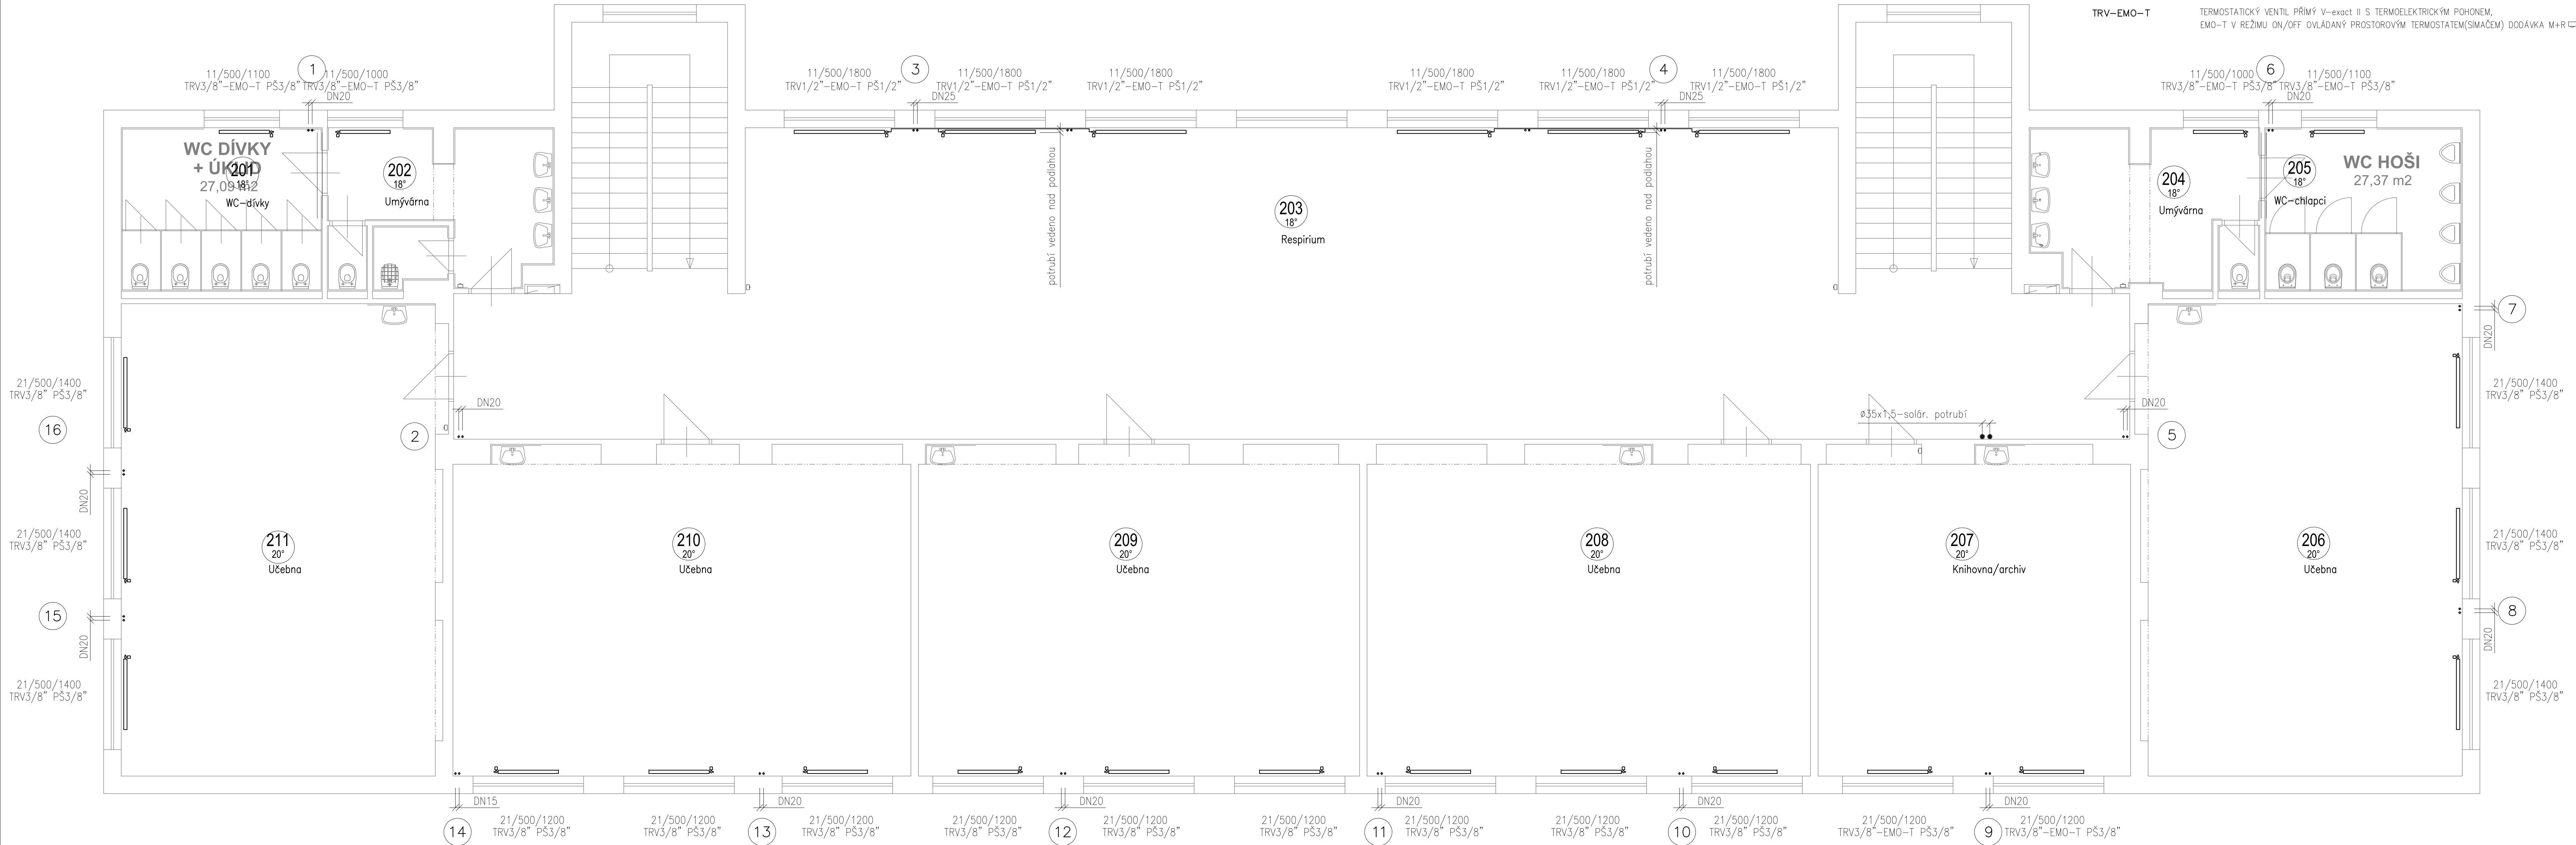 TRV-EMO-T
TERMOSTATICKÝ VENTIL PŘÍMÝ V-exact II S TERMOELEKTRICKÝM POHONEM,
EMO-T V REŽIMU ON/OFF OVLÁDANÝ PROSTOROVÝM TERMOSTATEM(SÍMAČEM) DODÁVKA M+R
11/500/1100
TRV3/8"-EMO-T PŠ3/8"
1
11/500/1000
TRV3/8"-EMO-T PŠ3/8"
DN20
11/500/1800
TRV1/2"-EMO-T PŠ1/2"
3
DN25
11/500/1800
TRV1/2"-EMO-T PŠ1/2"
11/500/1800
TRV1/2"-EMO-T PŠ1/2"
11/500/1800
TRV1/2"-EMO-T PŠ1/2"
11/500/1800
TRV1/2"-EMO-T PŠ1/2"
4
DN25
11/500/1800
TRV1/2"-EMO-T PŠ1/2"
11/500/1000
TRV3/8"-EMO-T PŠ3/8"
6
DN20
11/500/1100
TRV3/8"-EMO-T PŠ3/8"
WC DÍVKY
+ ÚKLID
27,09 m2
201
18°
WC-dívky
202
18°
Umývárna
potrubí vedeno nad podlahou
203
18°
Respirium
potrubí vedeno nad podlahou
204
18°
Umývárna
205
18°
WC-chlapci
WC HOŠI
27,37 m2
7
DN20
21/500/1400
TRV3/8" PŠ3/8"
16
2
DN20
ø35x1,5-solár. potrubí
DN20
5
21/500/1400
TRV3/8" PŠ3/8"
DN20
21/500/1400
TRV3/8" PŠ3/8"
211
20°
Učebna
210
20°
Učebna
209
20°
Učebna
208
20°
Učebna
207
20°
Knihovna/archiv
206
20°
Učebna
21/500/1400
TRV3/8" PŠ3/8"
15
DN20
8
DN20
21/500/1400
TRV3/8" PŠ3/8"
21/500/1400
TRV3/8" PŠ3/8"
DN15
14
21/500/1200
TRV3/8" PŠ3/8"
21/500/1200
TRV3/8" PŠ3/8"
DN20
13
21/500/1200
TRV3/8" PŠ3/8"
21/500/1200
TRV3/8" PŠ3/8"
DN20
12
21/500/1200
TRV3/8" PŠ3/8"
21/500/1200
TRV3/8" PŠ3/8"
DN20
11
21/500/1200
TRV3/8" PŠ3/8"
21/500/1200
TRV3/8" PŠ3/8"
DN20
10
21/500/1200
TRV3/8" PŠ3/8"
21/500/1200
TRV3/8"-EMO-T PŠ3/8"
DN20
9
21/500/1200
TRV3/8"-EMO-T PŠ3/8"